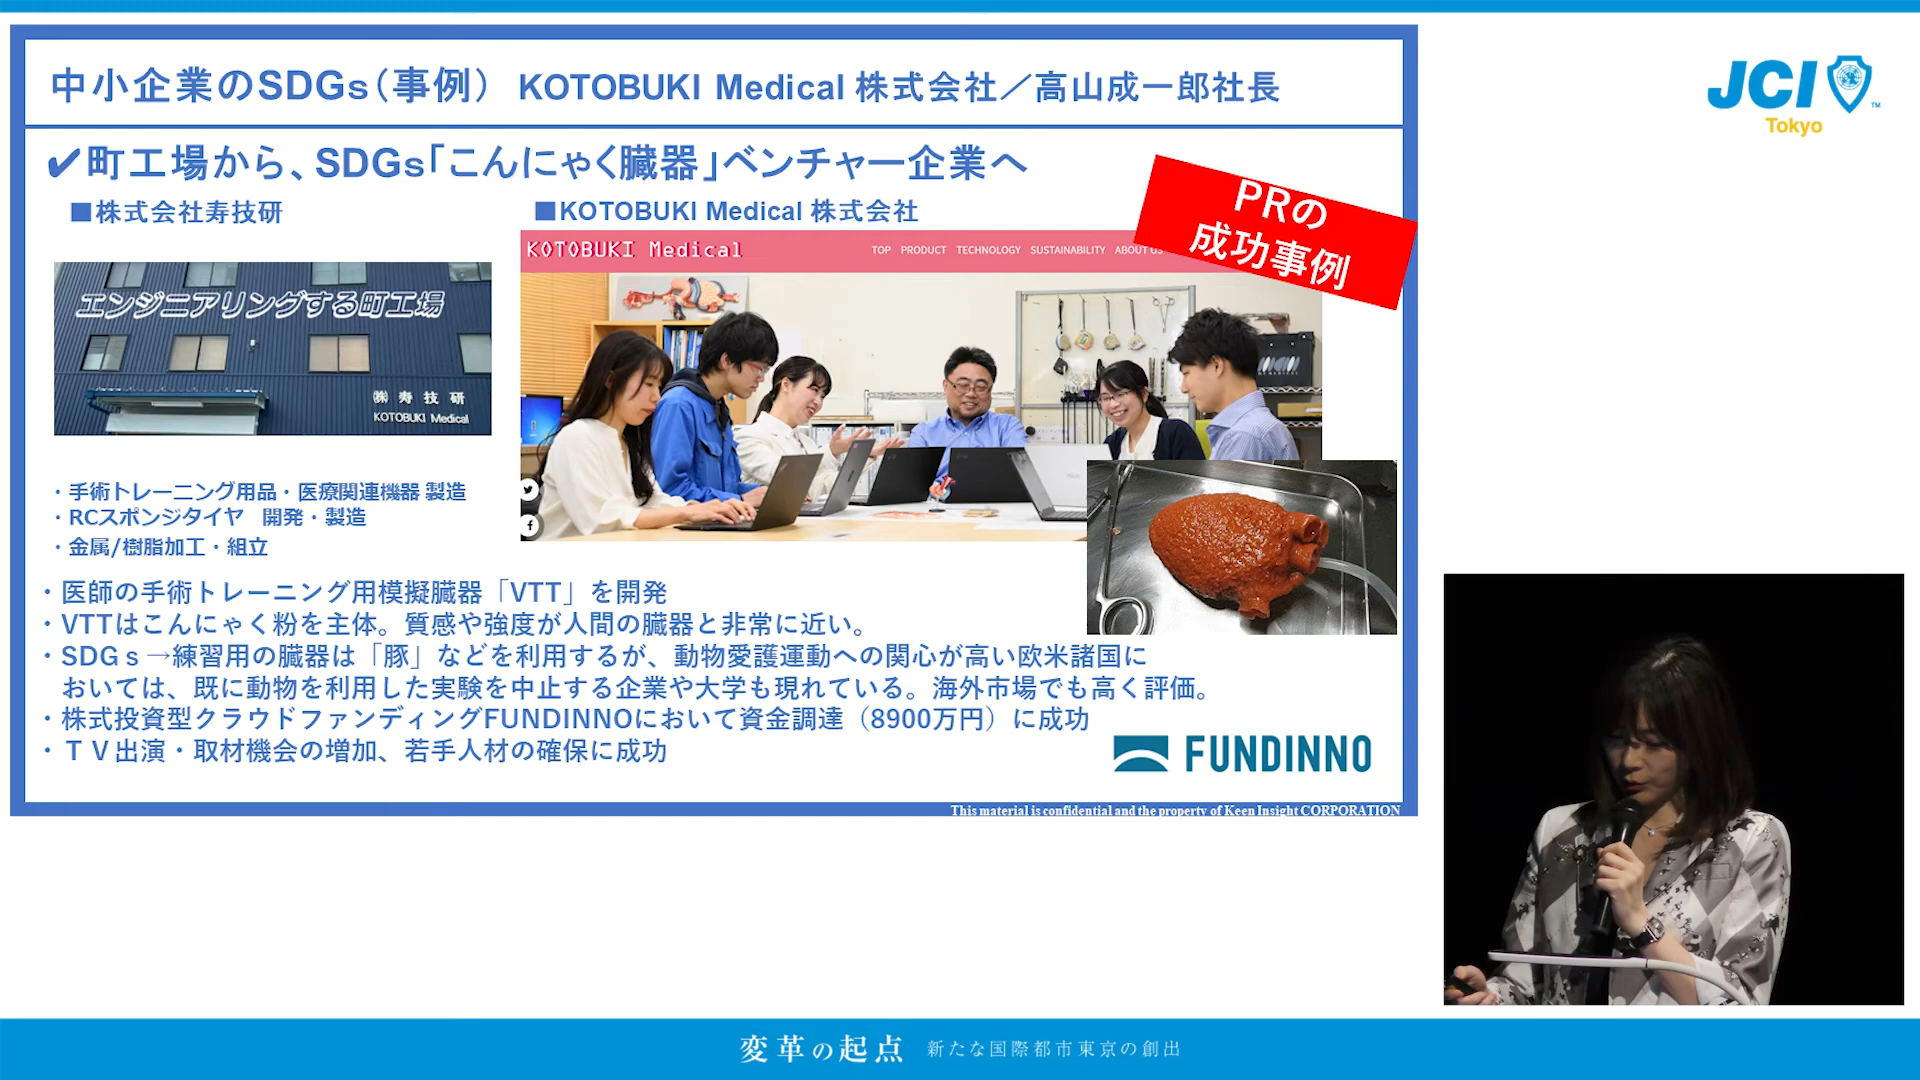 中小企業のSDGs（事例） KOTOBUKI Medical 株式会社／高山成一郎社長
JCI
TM
Tokyo
✔町工場から、SDGs「こんにゃく臓器」ベンチャー企業へ
PRの
成功事例
■株式会社寿技研
■KOTOBUKI Medical 株式会社
KOTOBUKI Medical
TOP PRODUCT TECHNOLOGY SUSTAINABILITY ABOUT US
エンジニアリングする町工場
㈱ 寿 技 研
KOTOBUKI Medical
・手術トレーニング用品・医療関連機器 製造
・RCスポンジタイヤ　開発・製造
・金属/樹脂加工・組立
・医師の手術トレーニング用模擬臓器「VTT」を開発
・VTTはこんにゃく粉を主体。質感や強度が人間の臓器と非常に近い。
・SDGｓ→練習用の臓器は「豚」などを利用するが、動物愛護運動への関心が高い欧米諸国に
おいては、既に動物を利用した実験を中止する企業や大学も現れている。海外市場でも高く評価。
・株式投資型クラウドファンディングFUNDINNOにおいて資金調達（8900万円）に成功
・ＴＶ出演・取材機会の増加、若手人材の確保に成功
FUNDINNO
This material is confidential and the property of Keen Insight CORPORATION
変革の起点 新たな国際都市東京の創出